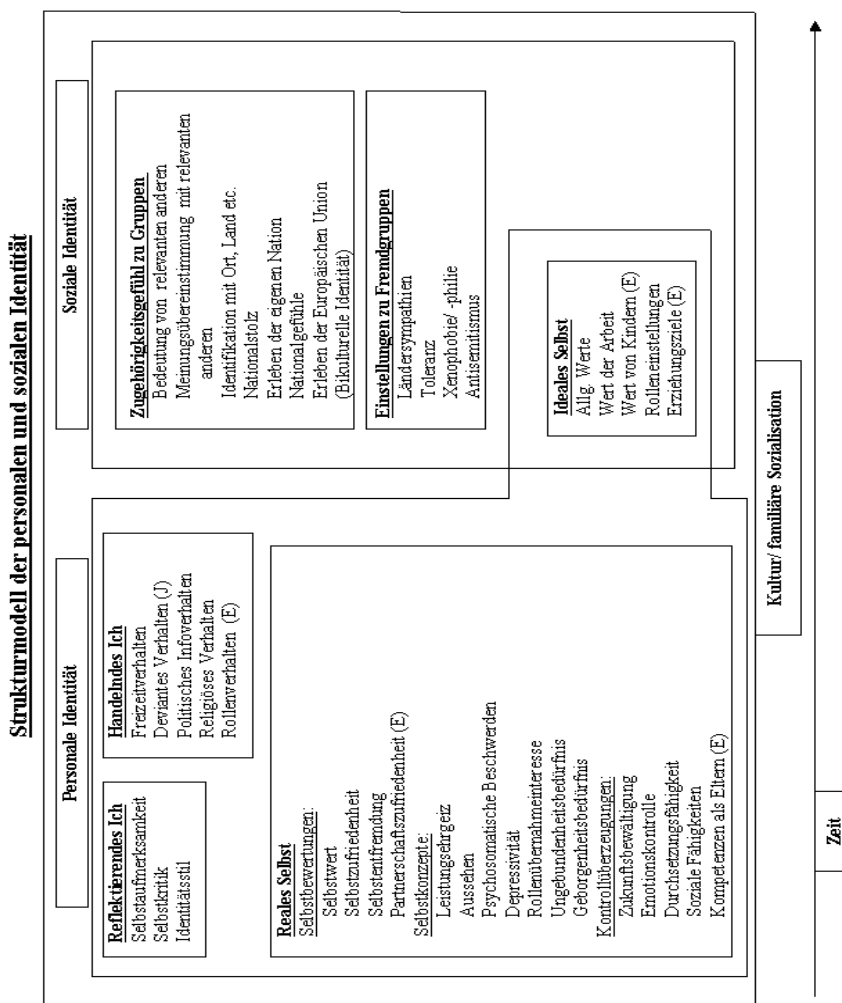 Strukturmodell der personalen und sozialen Identität
Personale Identität
Reflektierendes Ich
Selbstaufmerksamkeit
Selbstkritik
Identitätsstil
Handelndes Ich
Freizeitverhalten
Deviantes Verhalten (J)
Politisches Infoverhalten
Religiöses Verhalten
Rollenverhalten (E)
Reales Selbst
Selbstbewertungen:
Selbstwert
Selbstzufriedenheit
Selbstentfremdung
Partnerschaftszufriedenheit (E)
Selbstkonzepte:
Leistungsehrgeiz
Aussehen
Psychosomatische Beschwerden
Depressivität
Rollenübernahmeinteresse
Ungebundenheitsbedürfnis
Geborgenheitsbedürfnis
Kontrollüberzeugungen:
Zukunftsbewältigung
Emotionskontrolle
Durchsetzungsfähigkeit
Soziale Fähigkeiten
Kompetenzen als Eltern (E)
Soziale Identität
Zugehörigkeitsgefühl zu Gruppen
Bedeutung von relevanten anderen
Meinungsübereinstimmung mit relevanten
anderen
Identifikation mit Ort, Land etc.
Nationalstolz
Erleben der eigenen Nation
Nationalgefühle
Erleben der Europäischen Union
(Bikulturelle Identität)
Einstellungen zu Fremdgruppen
Ländersympathien
Toleranz
Xenophobie/ -philie
Antisemitismus
Ideales Selbst
Allg. Werte
Wert der Arbeit
Wert von Kindern (E)
Rolleneinstellungen
Erziehungsziele (E)
Kultur/ familiäre Sozialisation
Zeit